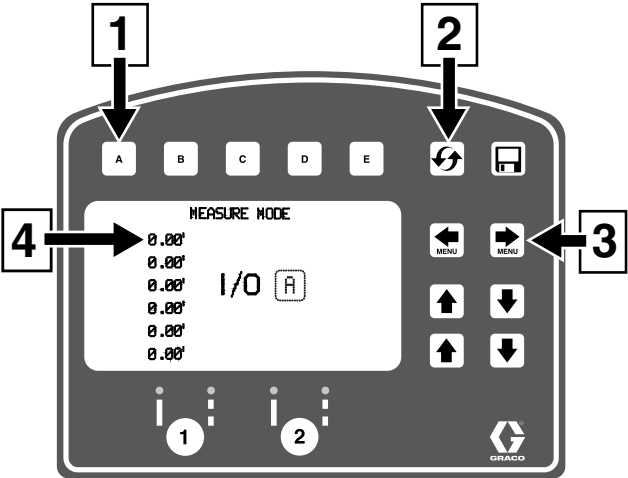 1
2
A
B
C
D
E
MEASURE MODE
4
0.00'
0.00'
0.00'
0.00'
0.00'
0.00'
I/O A
MENU
MENU
3
1
2
GRACO